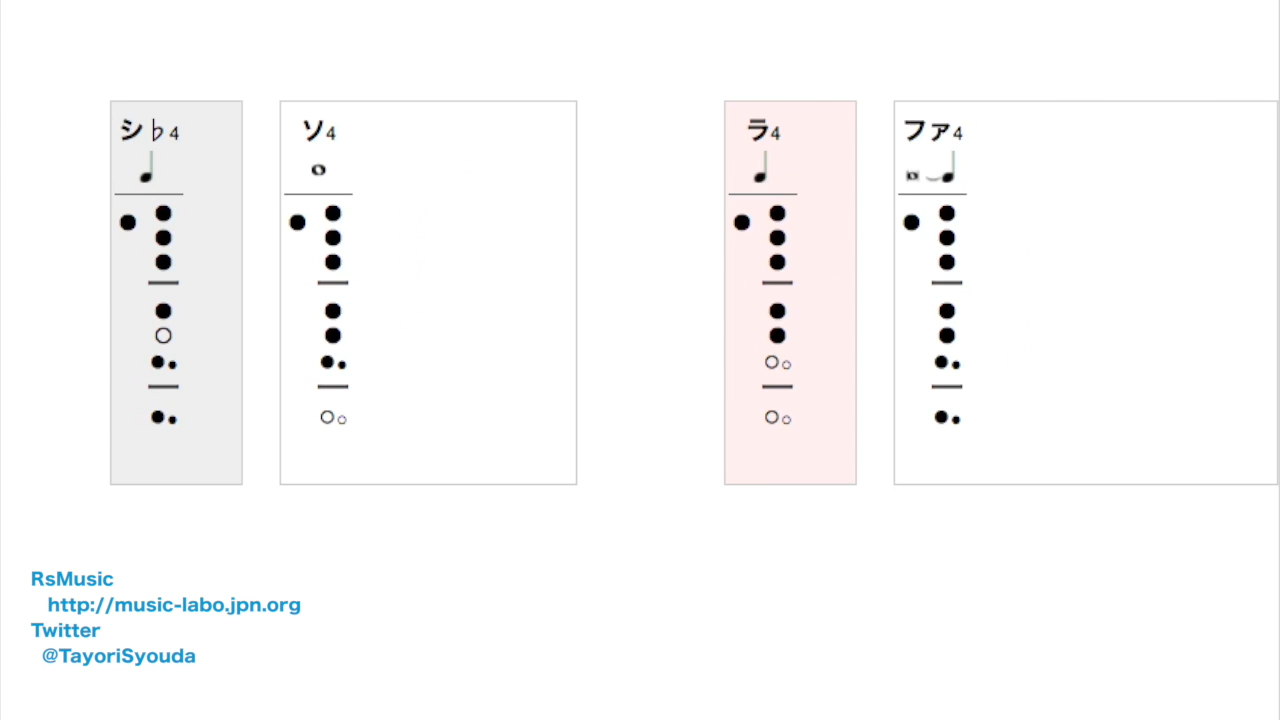 シ♭4
ソ4
ラ4
ファ4
RsMusic
http://music-labo.jpn.org
Twitter
@TayoriSyouda